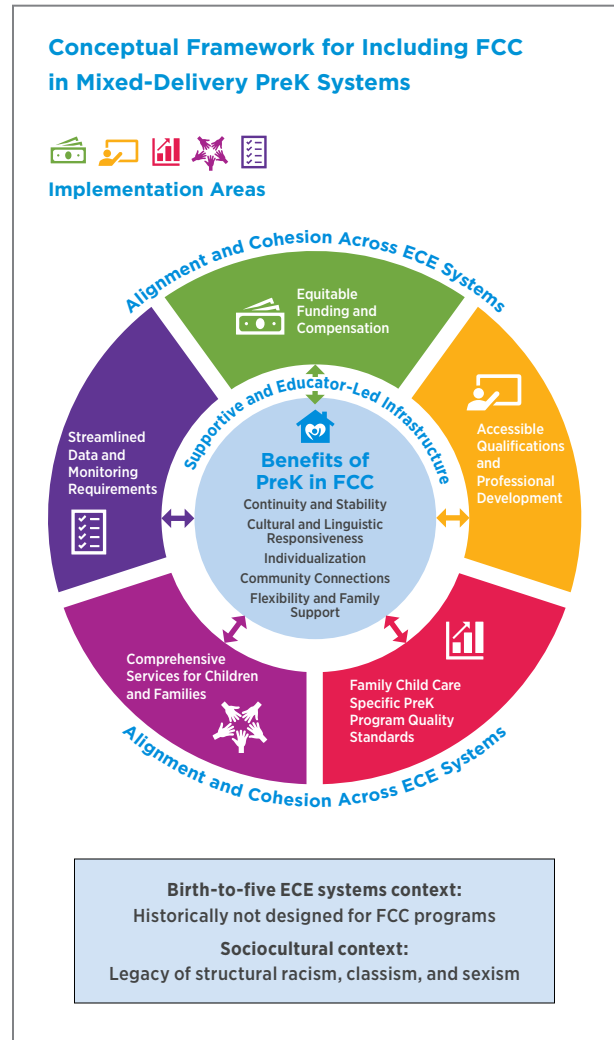 Conceptual Framework for Including FCC
in Mixed-Delivery PreK Systems
Implementation Areas
Alignment and Cohesion Across ECE Systems
Equitable
Funding and
Compensation
Supportive and Educator-Led Infrastructure
Streamlined
Data and
Monitoring
Requirements
Accessible
Qualifications
and
Professional
Development
Benefits of
PreK in FCC
Continuity and Stability
Cultural and Linguistic
Responsiveness
Individualization
Community Connections
Flexibility and Family
Support
Comprehensive
Services for Children
and Families
Family Child Care
Specific PreK
Program Quality
Standards
Alignment and Cohesion Across ECE Systems
Birth-to-five ECE systems context:
Historically not designed for FCC programs
Sociocultural context:
Legacy of structural racism, classism, and sexism